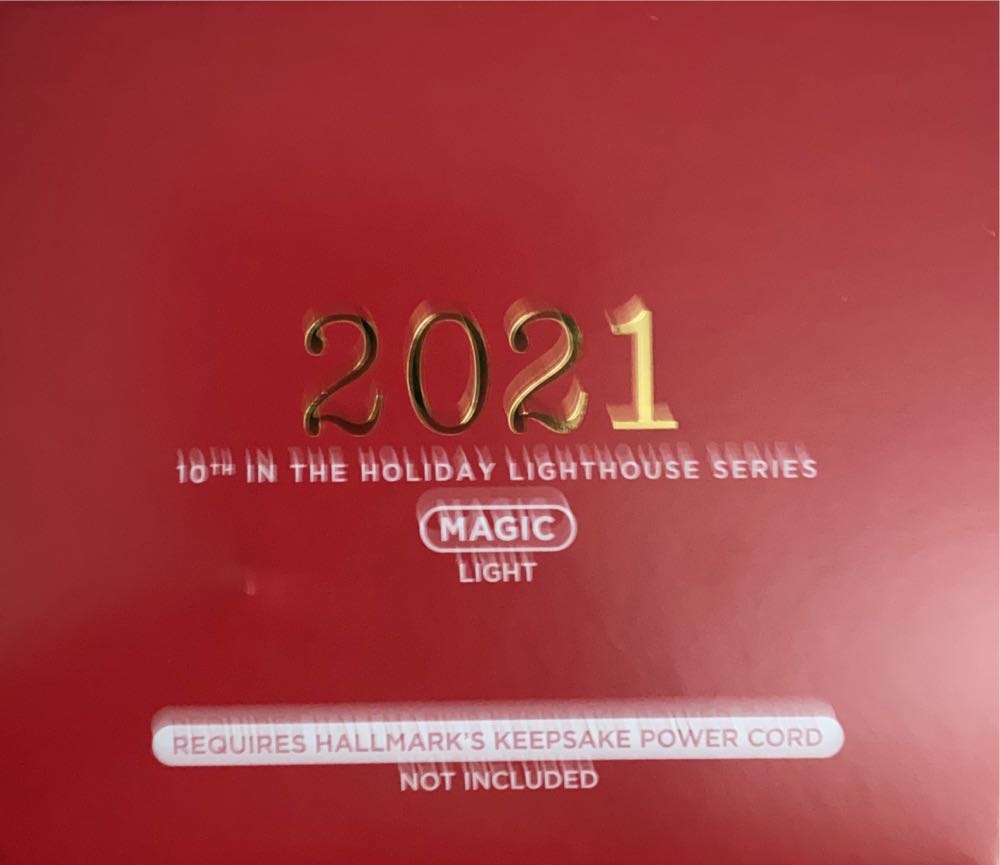 2021
10TH IN THE HOLIDAY LIGHTHOUSE SERIES
MAGIC
LIGHT
REQUIRES HALLMARK'S KEEPSAKE POWER CORD
NOT INCLUDED